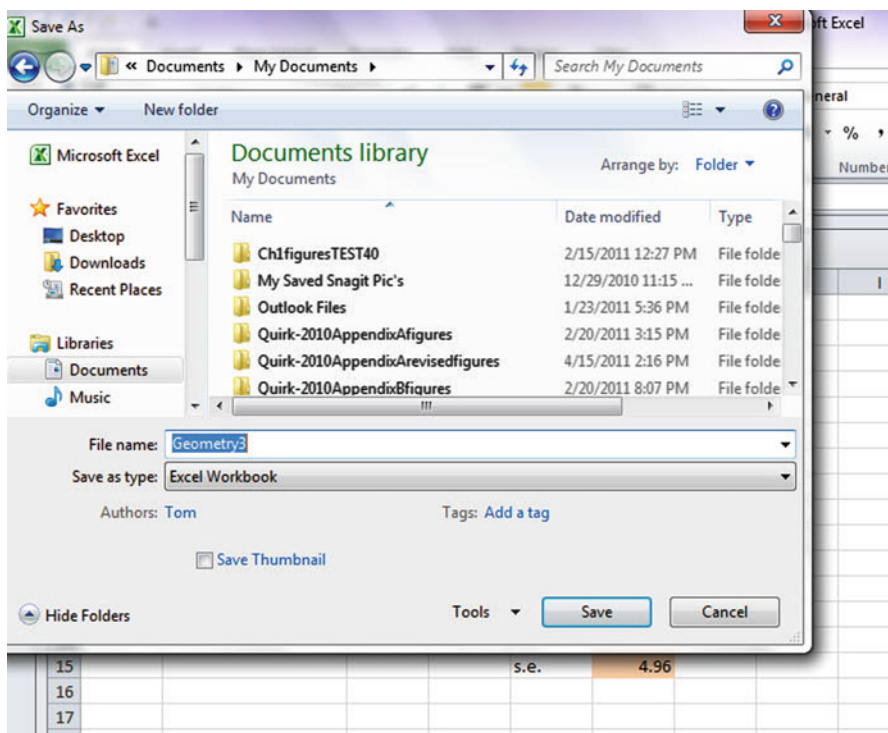 Save As
ft Excel
« Documents My Documents
Search My Documents
neral
Organize New folder
% ,
Number
Microsoft Excel
Documents library
My Documents
Arrange by: Folder
Favorites
Desktop
Downloads
Recent Places
Libraries
Documents
Music
Name Date modified Type
Ch1figuresTEST40 2/15/2011 12:27 PM File folde
My Saved Snagit Pic's 12/29/2010 11:15 ... File folde
Outlook Files 1/23/2011 5:36 PM File folde
Quirk-2010AppendixAfigures 2/20/2011 3:15 PM File folde
Quirk-2010AppendixArevisedfigures 4/15/2011 2:16 PM File folde
Quirk-2010AppendixBfigures 2/20/2011 8:07 PM File folde
I
File name: Geometry3
Save as type: Excel Workbook
Authors: Tom Tags: Add a tag
Save Thumbnail
Hide Folders Tools Save Cancel
15 s.e. 4.96
16
17